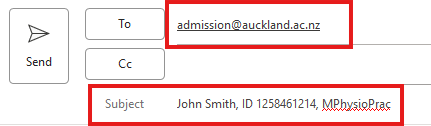 To
admission@auckland.ac.nz
Send
Cc
Subject
John Smith, ID 1258461214, MPhysioPrac